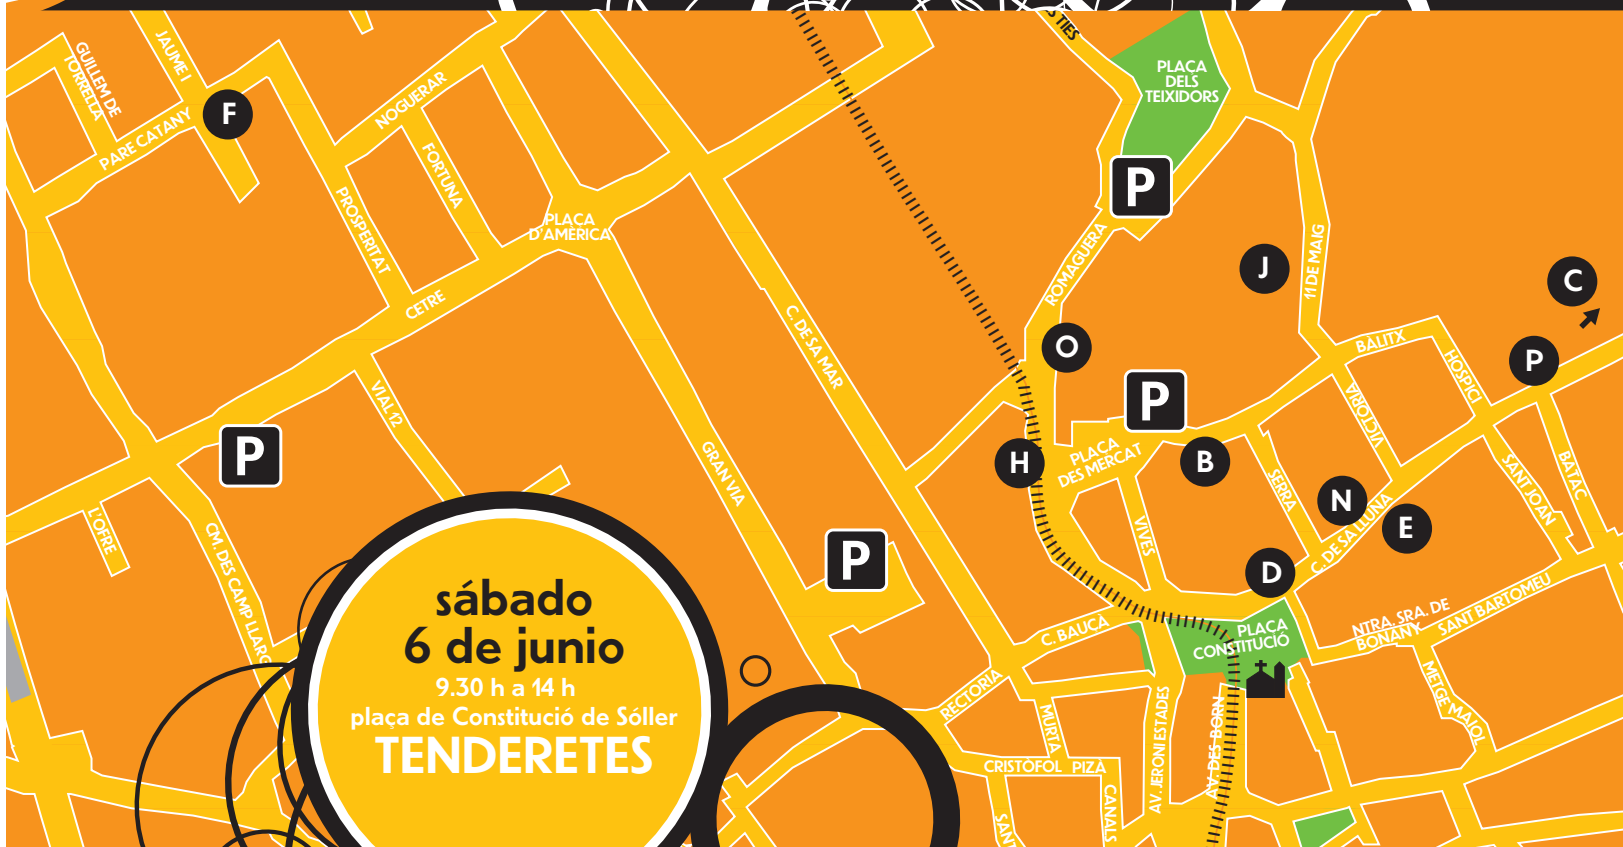 GUILLEM DE
TORRELLA
JAUME I
F
PARE CATANY
NOGUERAR
FORTUNA
PROSPERITAT
PLAÇA
D'AMÈRICA
CETRE
PLAÇA
DELS
TEIXIDORS
P
ROMAGUERA
J
11 DE MAIG
C
O
C. DE SA MAR
BÀLITX
HOSPICI
P
VIAL 12
P
VICTÒRIA
P
GRAN VIA
H
PLAÇA
DES MERCAT
B
SERRA
N
E
C. DE SA LLUNA
SANT JOAN
BATAC
L'OFRE
CM. DES CAMP LLARG
P
VIVES
D
sábado
6 de junio
9.30 h a 14 h
plaça de Constitució de Sóller
TENDERETES
C. BAUÇÀ
PLAÇA
CONSTITUCIÓ
NTRA. SRA. DE
BONANY
SANT BARTOMEU
RECTORIA
MURTA
AV. JERONI ESTADES
AV. DES BORN
METGE MAIOL
CRISTÒFOL PIZÀ
CANALS
SANT